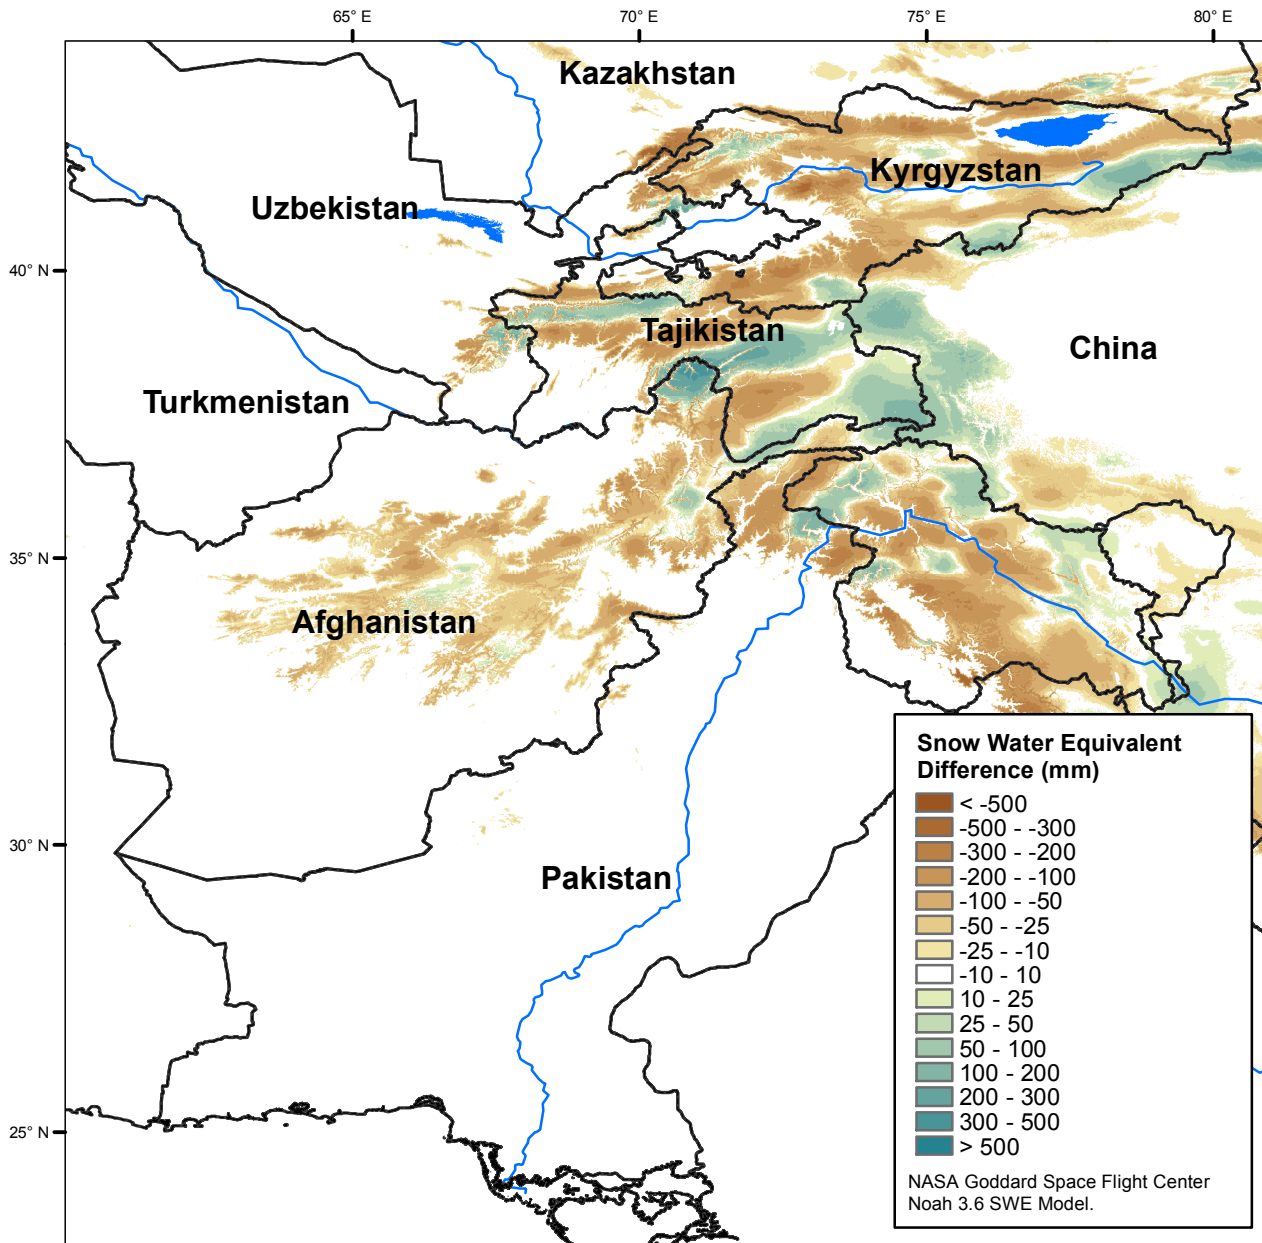 65° E
70° E
75° E
80° E
Kazakhstan
Kyrgyzstan
Uzbekistan
40° N
Tajikistan
China
Turkmenistan
35° N
Afghanistan
30° N
Pakistan
25° N
Snow Water Equivalent
Difference (mm)
< -500
-500 - -300
-300 - -200
-200 - -100
-100 - -50
-50 - -25
-25 - -10
-10 - 10
10 - 25
25 - 50
50 - 100
100 - 200
200 - 300
300 - 500
> 500
NASA Goddard Space Flight Center
Noah 3.6 SWE Model.